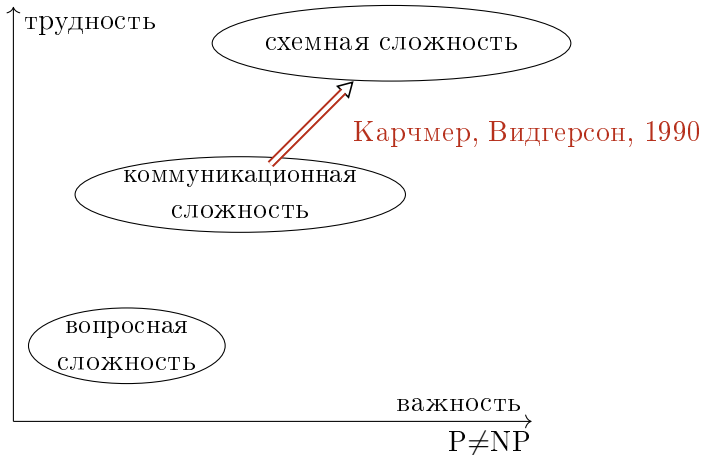 трудность
схемная сложность
Карчмер, Видгерсон, 1990
коммуникационная
сложность
вопросная
сложность
важность
P≠NP